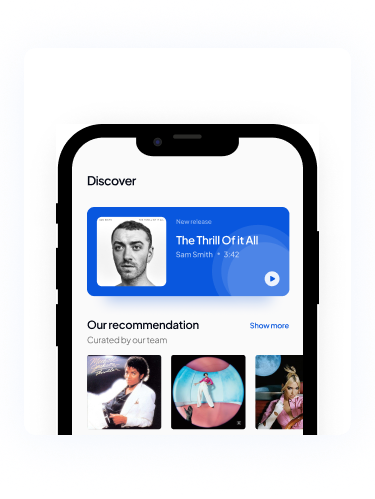 Discover
New release
The Thrill Of it All
Sam Smith • 3:42
Our recommendation
Show more
Curated by our team